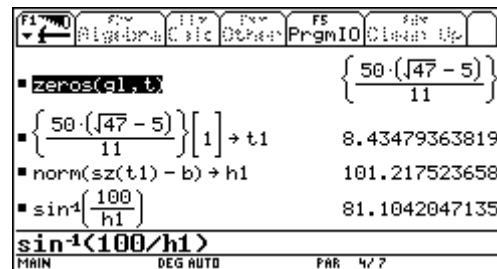 F1 F5
Algebra Calc Other PrgmIO Clean Up
▪ zeros(gl,t) {50·(√47 - 5)/11}
▪ {50·(√47 - 5)/11}[1] → t1 8.43479363819
▪ norm(sz(t1) - b) → h1 101.217523658
▪ sin⁻¹(100/h1) 81.1042047135
sin⁻¹(100/h1)
MAIN DEG AUTO PAR 4/7